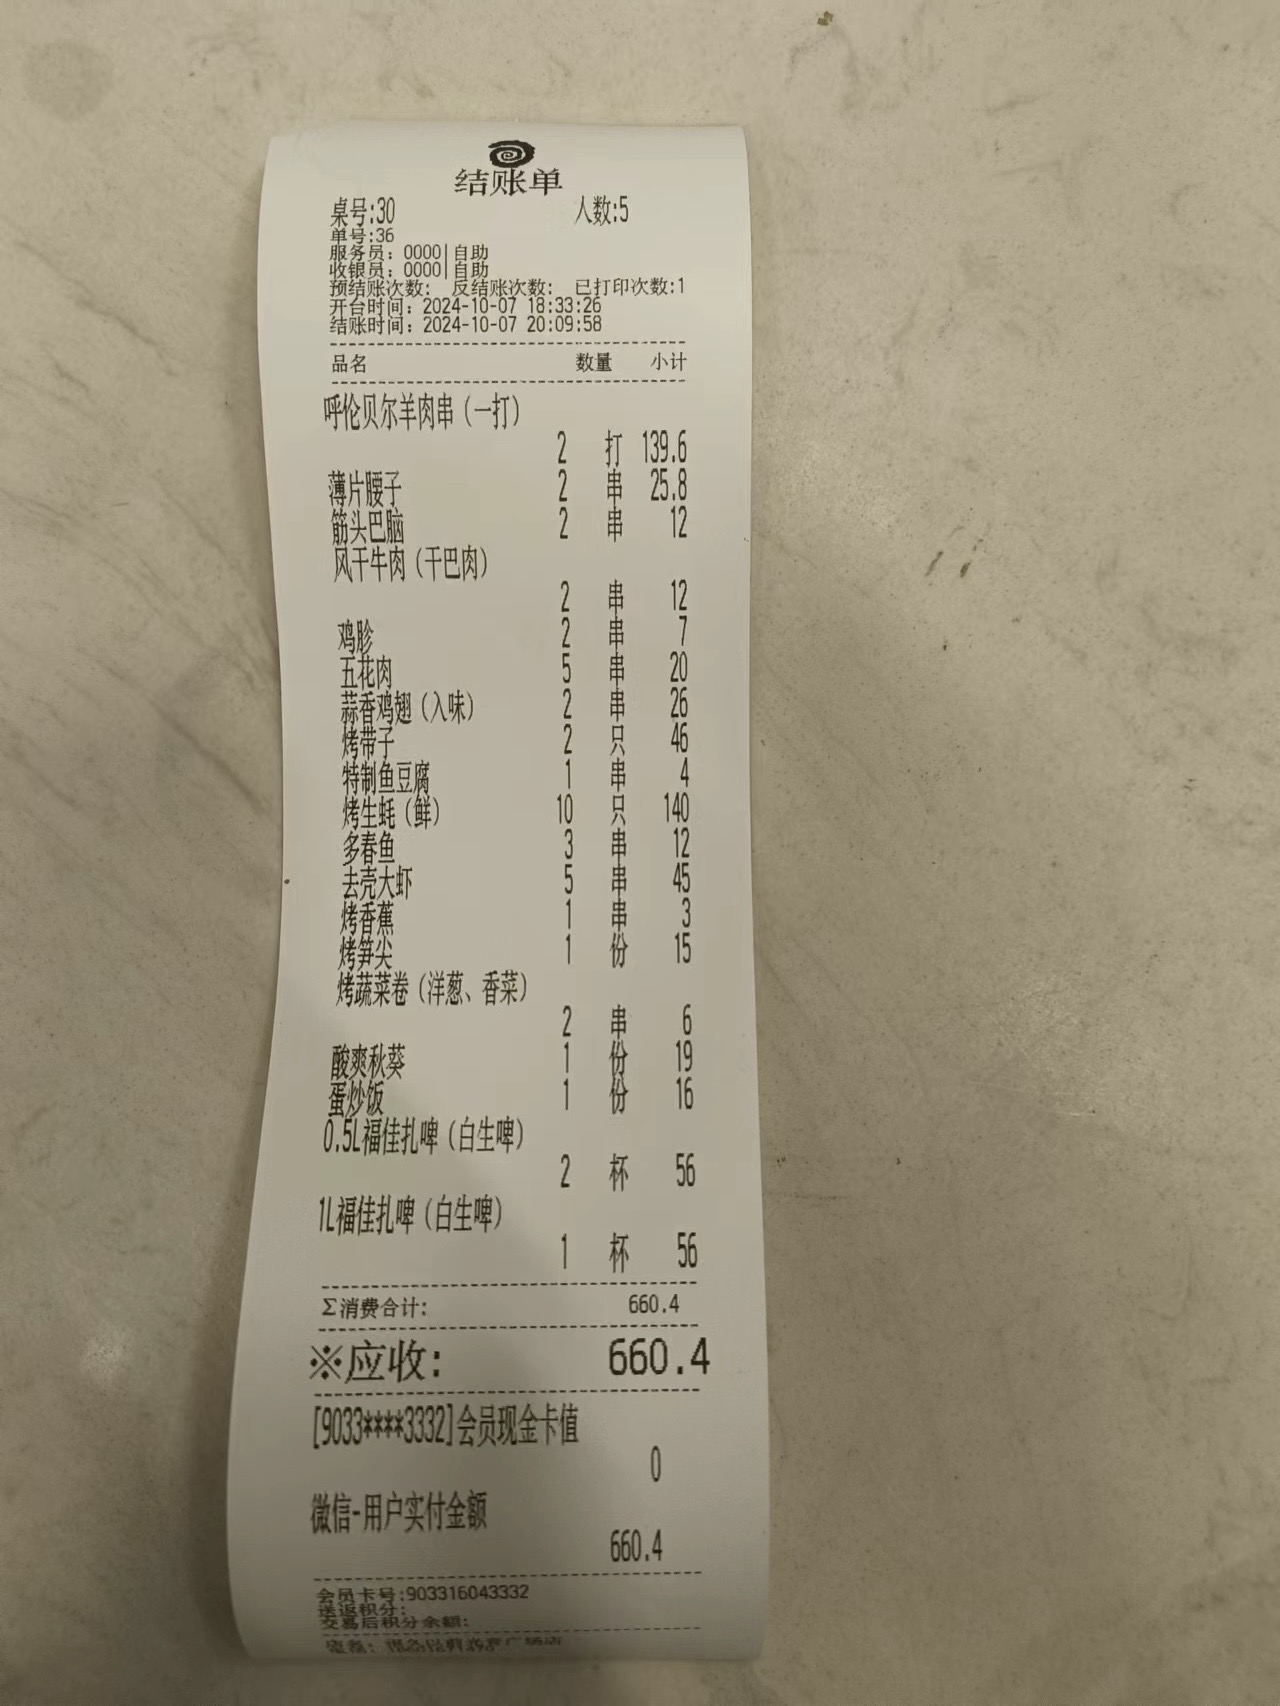 结账单
桌号:30 人数:5
单号:36
服务员：0000|自助
收银员：0000|自助
预结账次数： 反结账次数： 已打印次数:1
开台时间：2024-10-07 18:33:26
结账时间：2024-10-07 20:09:58
品名 数量 小计
呼伦贝尔羊肉串（一打）
2 打 139.6
薄片腰子 2 串 25.8
筋头巴脑 2 串 12
风干牛肉（干巴肉）
2 串 12
鸡胗 2 串 7
五花肉 5 串 20
蒜香鸡翅（入味） 2 串 26
烤带子 2 只 46
特制鱼豆腐 1 串 4
烤生蚝（鲜） 10 只 140
多春鱼 3 串 12
去壳大虾 5 串 45
烤香蕉 1 串 3
烤笋尖 1 份 15
烤蔬菜卷（洋葱、香菜）
2 串 6
酸爽秋葵 1 份 19
蛋炒饭 1 份 16
0.5L福佳扎啤（白生啤）
2 杯 56
1L福佳扎啤（白生啤）
1 杯 56
Σ消费合计: 660.4
※应收: 660.4
[9033****3332]会员现金卡值
0
微信-用户实付金额
660.4
会员卡号:903316043332
送返积分:
交易后积分余额: